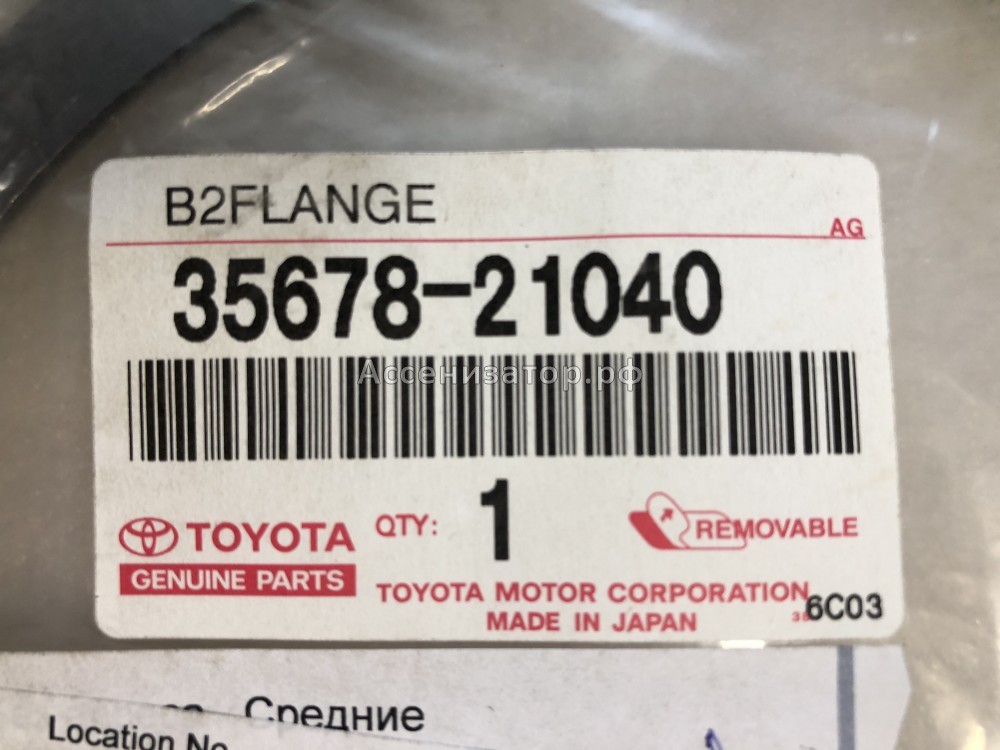 B2FLANGE
AG
35678-21040
Ассенизатор.рф
TOYOTA
GENUINE PARTS
QTY: 1
REMOVABLE
TOYOTA MOTOR CORPORATION
MADE IN JAPAN
6C03
Средние
Location No